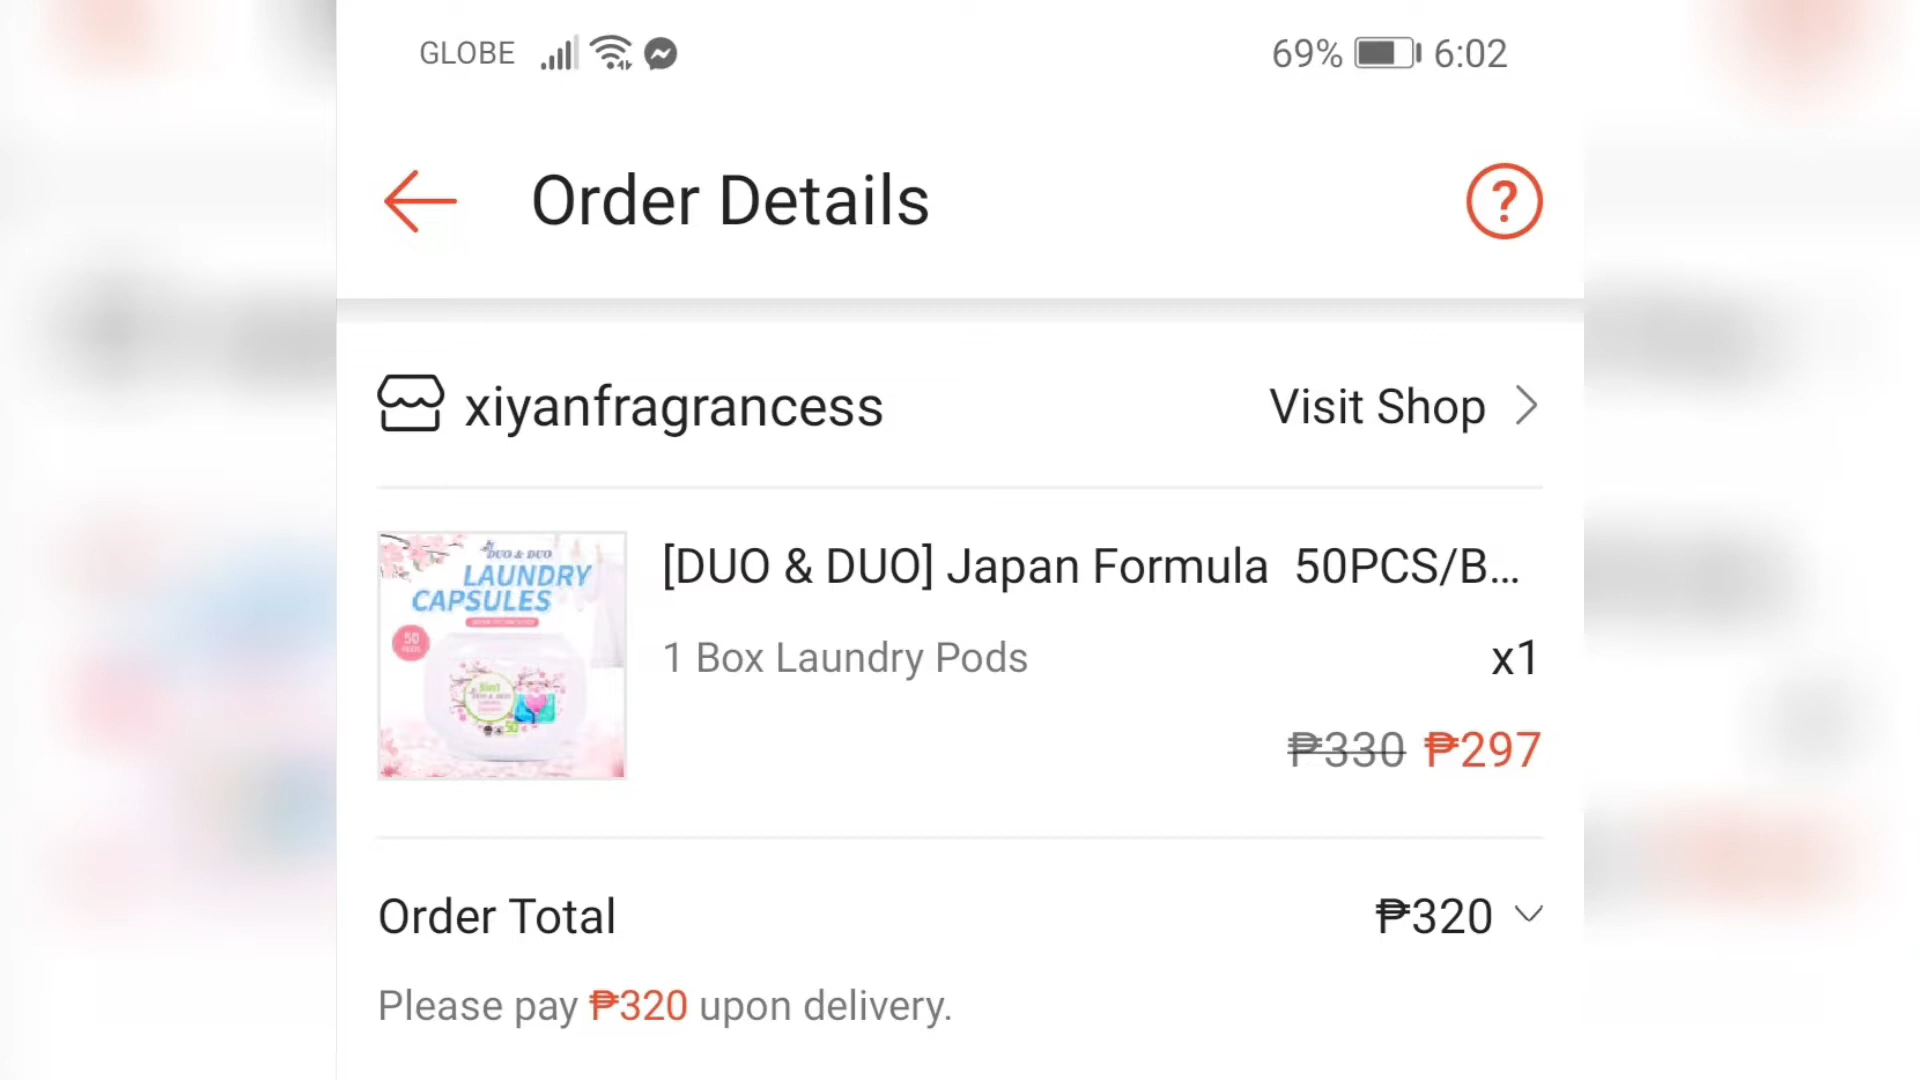 GLOBE 69% 6:02
Order Details ?
xiyanfragrancess Visit Shop
DUO & DUO
LAUNDRY
CAPSULES
50
[DUO & DUO] Japan Formula 50PCS/B...
1 Box Laundry Pods x1
₱330 ₱297
Order Total ₱320
Please pay ₱320 upon delivery.